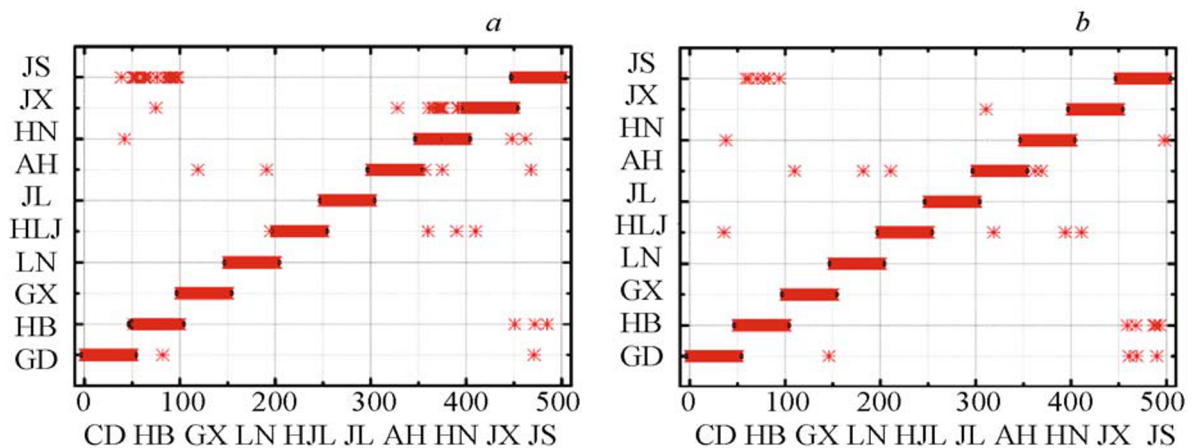 a
b
JS
JX
HN
AH
JL
HLJ
LN
GX
HB
GD
0 100 200 300 400 500
CD HB GX LN HJL JL AH HN JX JS
JS
JX
HN
AH
JL
HLJ
LN
GX
HB
GD
0 100 200 300 400 500
CD HB GX LN HJL JL AH HN JX JS